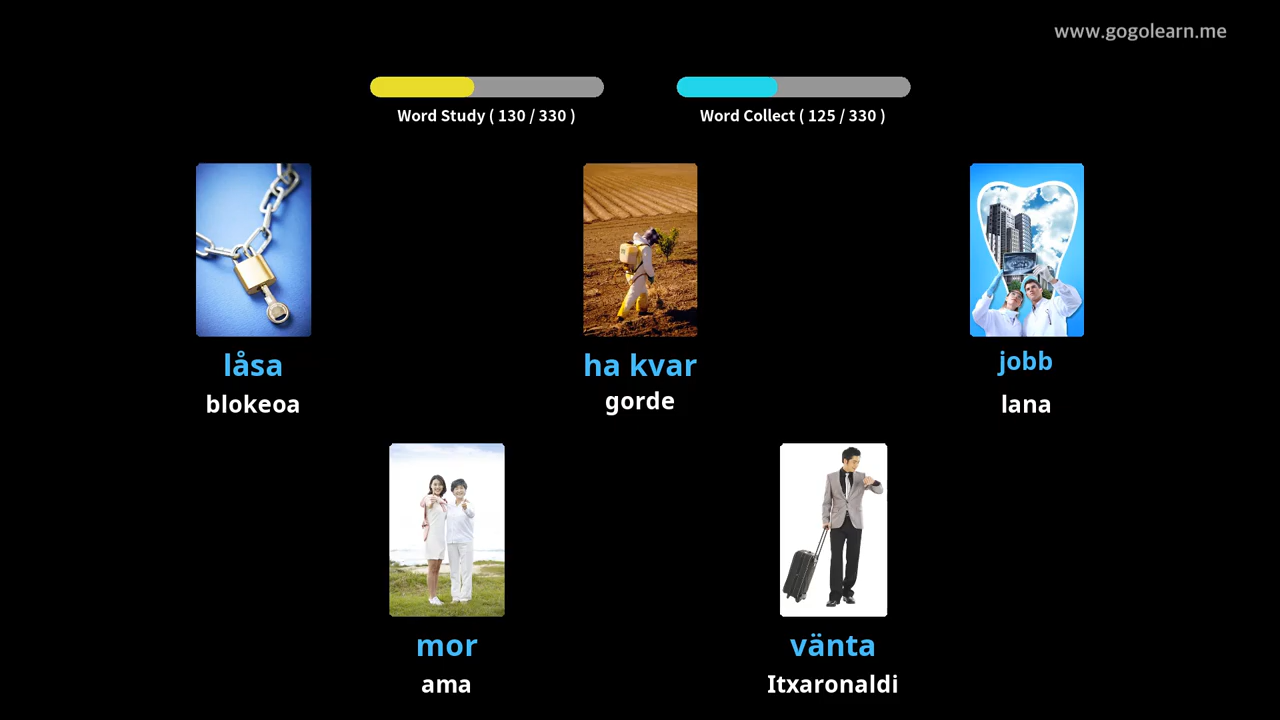 www.gogolearn.me
Word Study ( 130 / 330 )
Word Collect ( 125 / 330 )
låsa
blokeoa
ha kvar
gorde
jobb
lana
mor
ama
vänta
Itxaronaldi